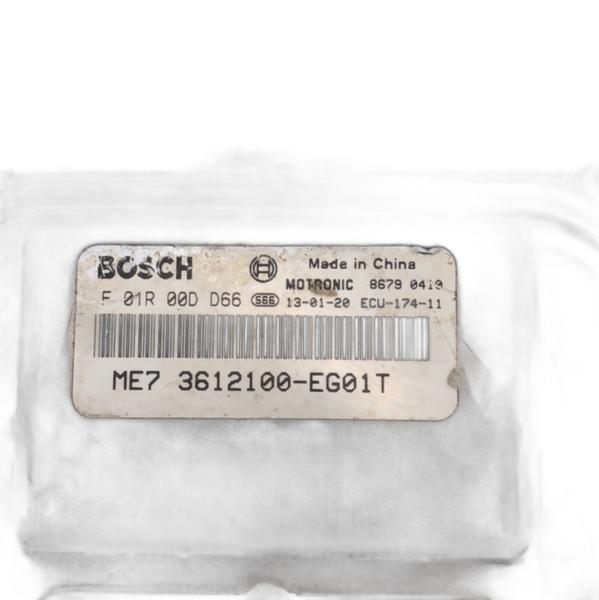 BOSCH Made in China
MOTRONIC 8679 0419
F 01R 00D D66 S66 13-01-20 ECU-174-11
ME7 3612100-EG01T